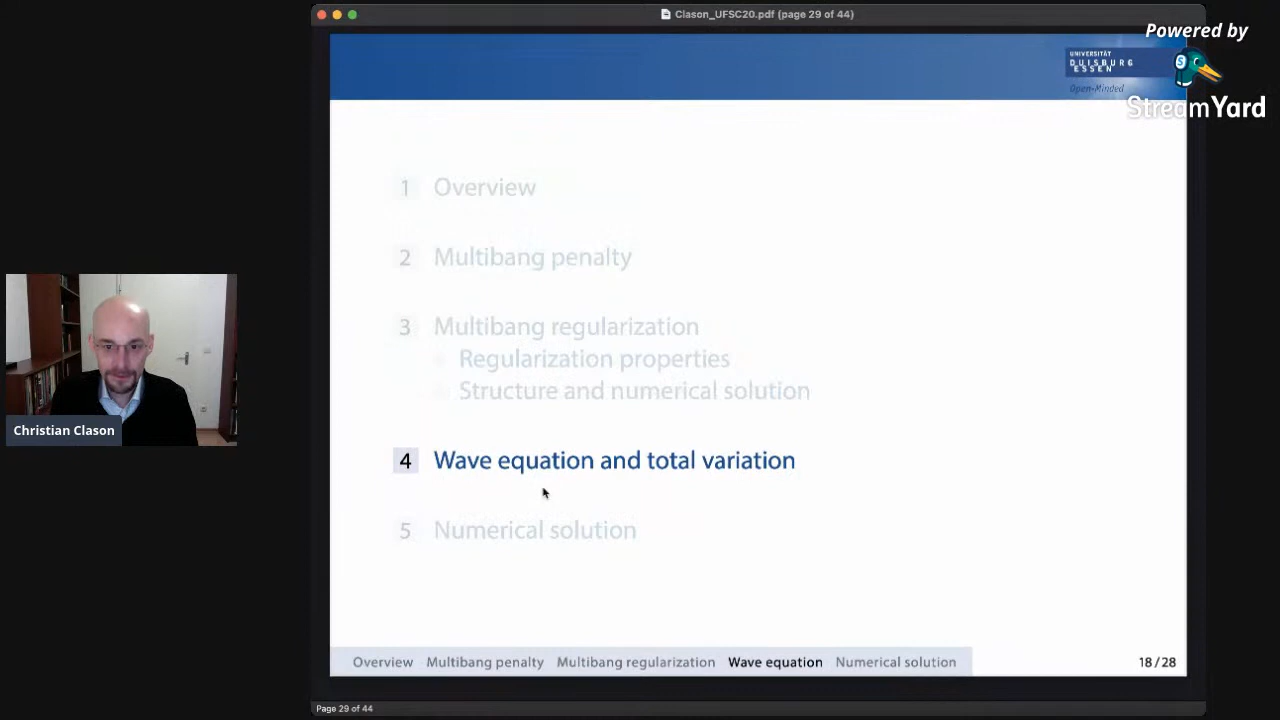 Clason_UFSC20.pdf (page 29 of 44)
Powered by
StreamYard
UNIVERSITÄT
DUISBURG
ESSEN
Open-Minded
1 Overview
2 Multibang penalty
3 Multibang regularization
Regularization properties
Structure and numerical solution
4 Wave equation and total variation
5 Numerical solution
Christian Clason
Overview Multibang penalty Multibang regularization Wave equation Numerical solution 18 / 28
Page 29 of 44